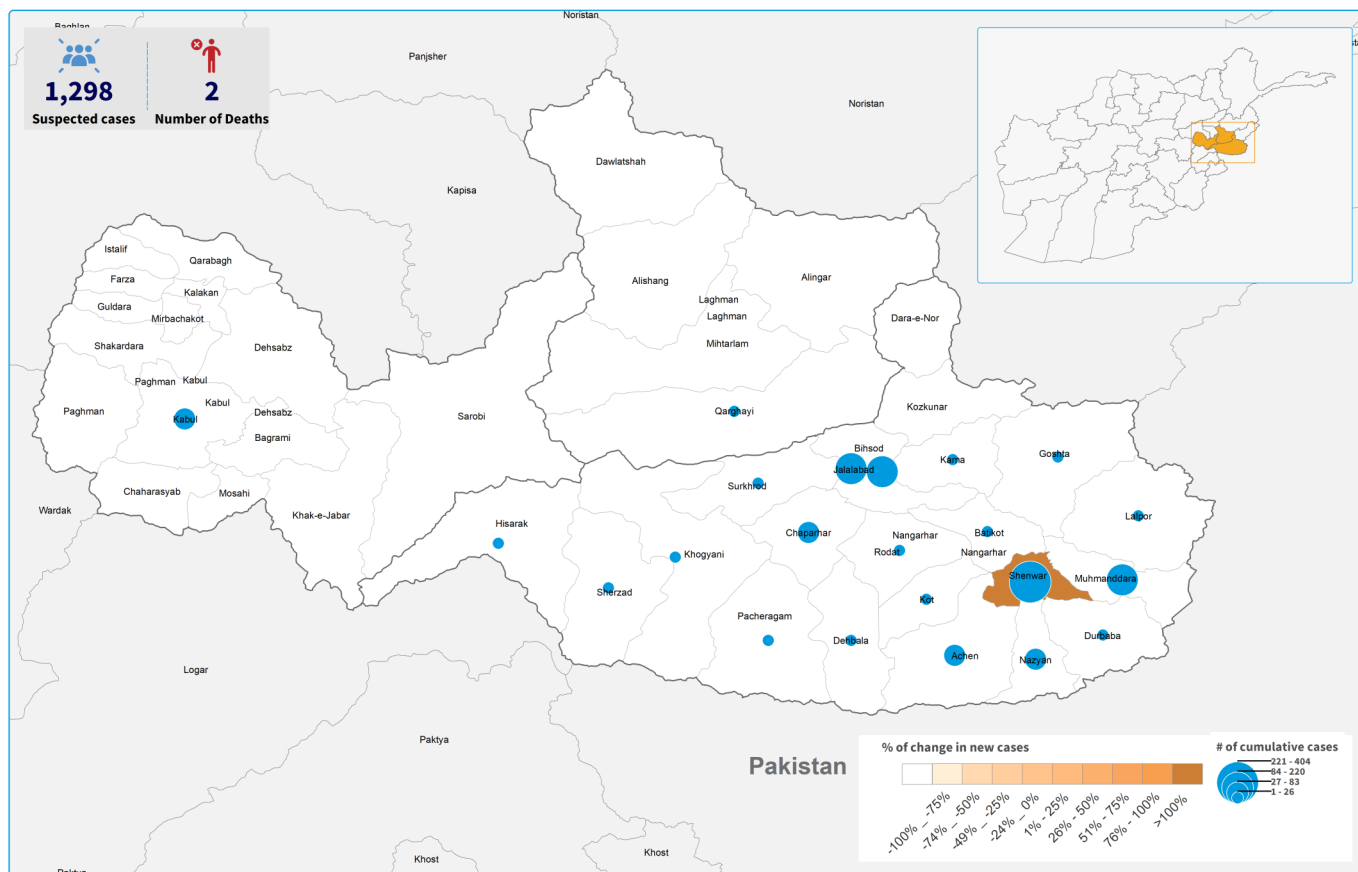 Noristan
Baghlan
Panjsher
1,298
2
Suspected cases
Number of Deaths
Noristan
Dawlatshah
Kapisa
Istalif
Qarabagh
Farza
Kalakan
Alishang
Alingar
Laghman
Guldara
Mirbachakot
Laghman
Dara-e-Nor
Shakardara
Dehsabz
Mihtarlam
Paghman
Kabul
Paghman
Kabul
Dehsabz
Kabul
Sarobi
Qarghayi
Kozkunar
Bagrami
Bihsod
Jalalabad
Kama
Goshta
Surkhrod
Chaharasyab
Mosahi
Wardak
Khak-e-Jabar
Hisarak
Lalpor
Chaparhar
Nangarhar
Batikot
Khogyani
Rodat
Nangarhar
Sherzad
Shenwar
Muhmanddara
Kot
Pacheragam
Dehbala
Durbaba
Achen
Nazyan
Logar
Paktya
Pakistan
Khost
Khost
Paktya
% of change in new cases
-100% _ -75%
-74% _ -50%
-49% _ -25%
-24% _ 0%
1% - 25%
26% - 50%
51% - 75%
76% - 100%
>100%
# of cumulative cases
221 - 404
84 - 220
27 - 83
1 - 26